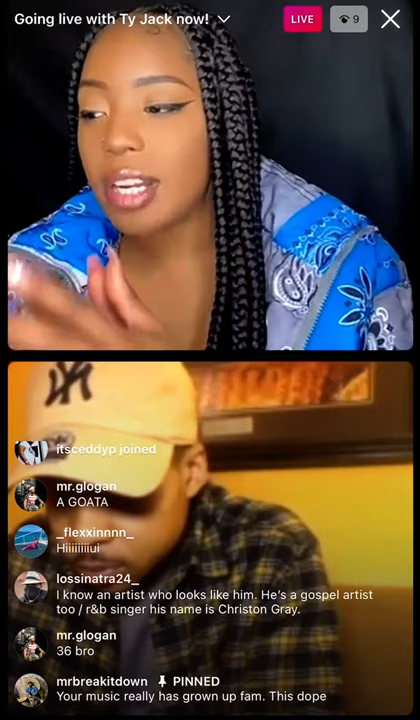 Going live with Ty Jack now!
LIVE
9
NY
itsceddyp joined
mr.glogan
A GOATA
_flexxinnnn_
Hiiiiiiiiui
lossinatra24_
I know an artist who looks like him. He's a gospel artist
too / r&b singer his name is Christon Gray.
mr.glogan
36 bro
mrbreakitdown PINNED
Your music really has grown up fam. This dope